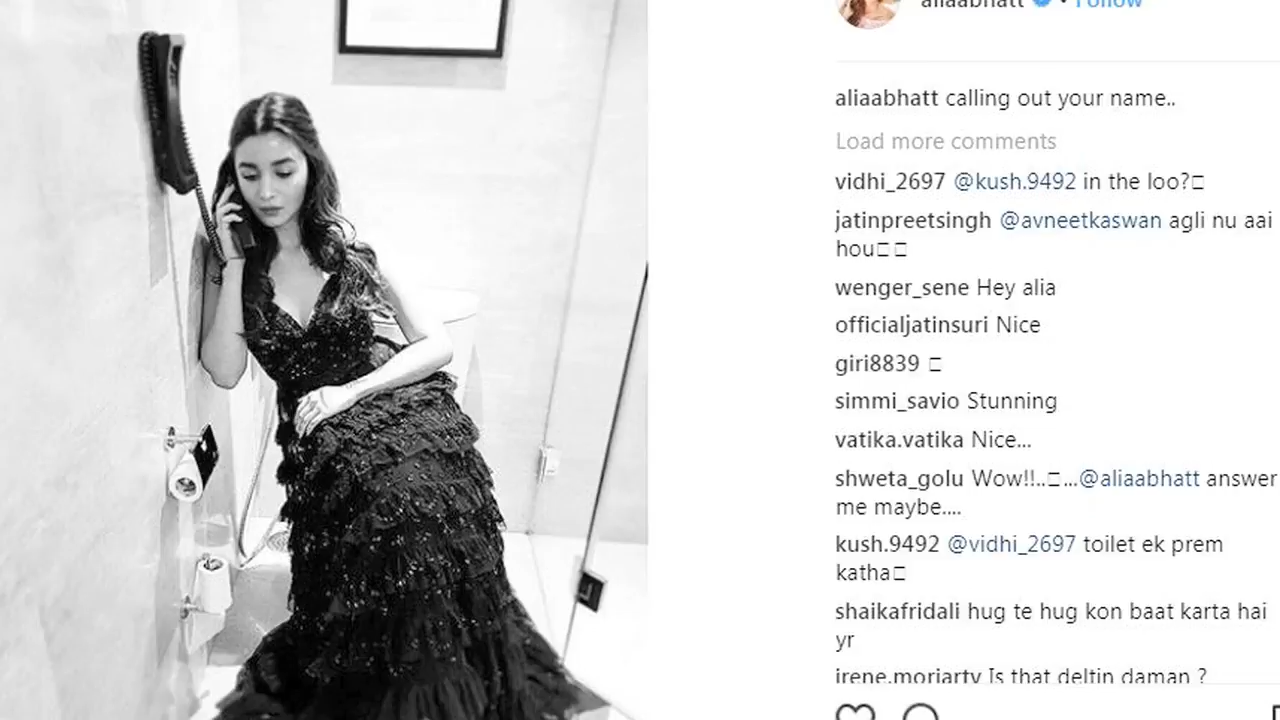 aliaabhatt • Follow
aliaabhatt calling out your name..
Load more comments
vidhi_2697 @kush.9492 in the loo?
jatinpreetsingh @avneetkaswan agli nu aai
hou
wenger_sene Hey alia
officialjatinsuri Nice
giri8839
simmi_savio Stunning
vatika.vatika Nice...
shweta_golu Wow!!.....@aliaabhatt answer
me maybe....
kush.9492 @vidhi_2697 toilet ek prem
katha
shaikafridali hug te hug kon baat karta hai
yr
irene.moriarty Is that deltin daman ?